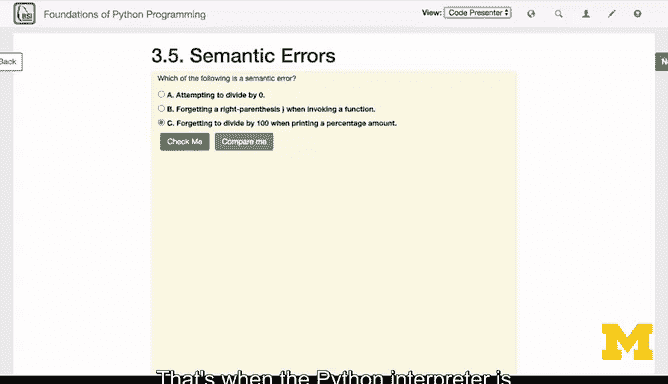 RSI
Foundations of Python Programming
View: Code Presenter
Back
3.5. Semantic Errors
Which of the following is a semantic error?
A. Attempting to divide by 0.
B. Forgetting a right-parenthesis ) when invoking a function.
C. Forgetting to divide by 100 when printing a percentage amount.
Check Me
Compare me
M
That's when the Python interpreter is